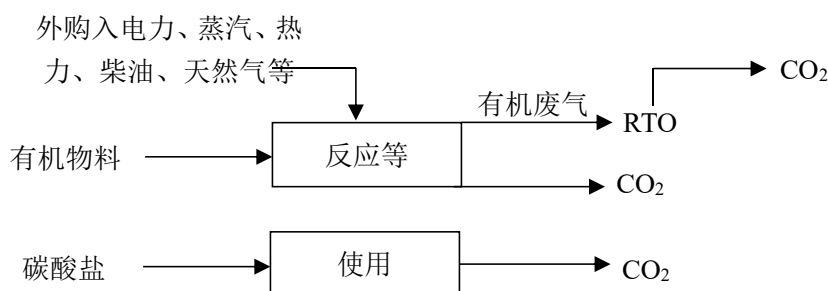 外购入电力、蒸汽、热
力、柴油、天然气等
CO₂
有机废气
RTO
有机物料
反应等
CO₂
碳酸盐
使用
CO₂